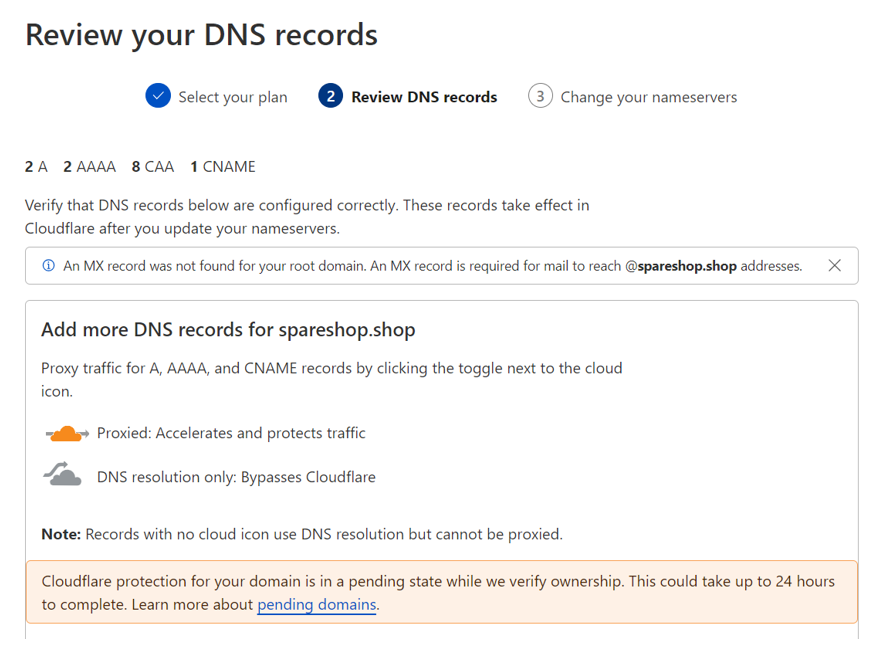 Review your DNS records
Select your plan
2 Review DNS records
3 Change your nameservers
2 A 2 AAAA 8 CAA 1 CNAME
Verify that DNS records below are configured correctly. These records take effect in
Cloudflare after you update your nameservers.
An MX record was not found for your root domain. An MX record is required for mail to reach @spareshop.shop addresses.
Add more DNS records for spareshop.shop
Proxy traffic for A, AAAA, and CNAME records by clicking the toggle next to the cloud
icon.
Proxied: Accelerates and protects traffic
DNS resolution only: Bypasses Cloudflare
Note: Records with no cloud icon use DNS resolution but cannot be proxied.
Cloudflare protection for your domain is in a pending state while we verify ownership. This could take up to 24 hours
to complete. Learn more about pending domains.